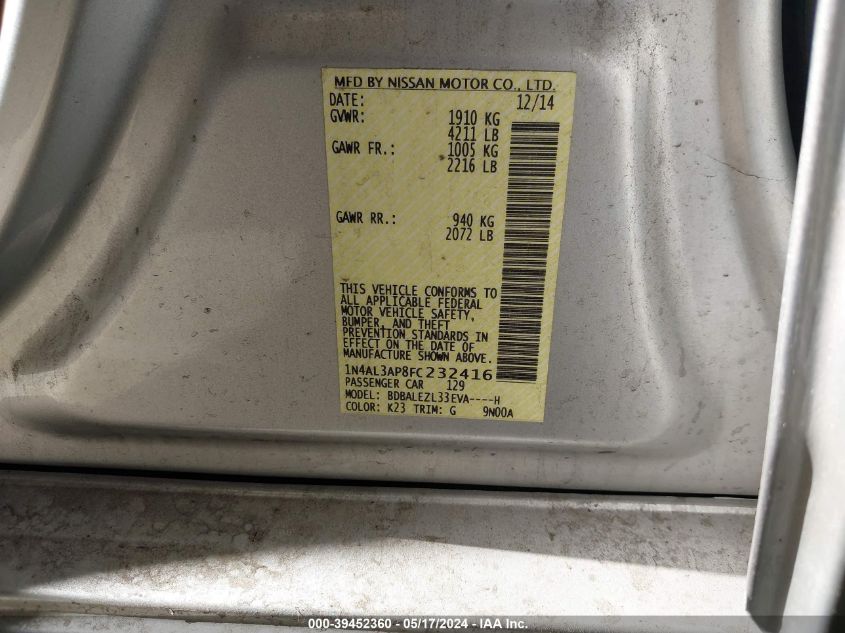 MFD BY NISSAN MOTOR CO., LTD.
DATE: 12/14
GVWR: 1910 KG
4211 LB
GAWR FR.: 1005 KG
2216 LB
GAWR RR.: 940 KG
2072 LB
THIS VEHICLE CONFORMS TO
ALL APPLICABLE FEDERAL
MOTOR VEHICLE SAFETY,
BUMPER, AND THEFT
PREVENTION STANDARDS IN
EFFECT ON THE DATE OF
MANUFACTURE SHOWN ABOVE.
1N4AL3AP8FC232416
PASSENGER CAR 129
MODEL: BDBALEZL33EVA----H
COLOR: K23 TRIM: G 9N00A
000-39452360 - 05/17/2024 - IAA Inc.